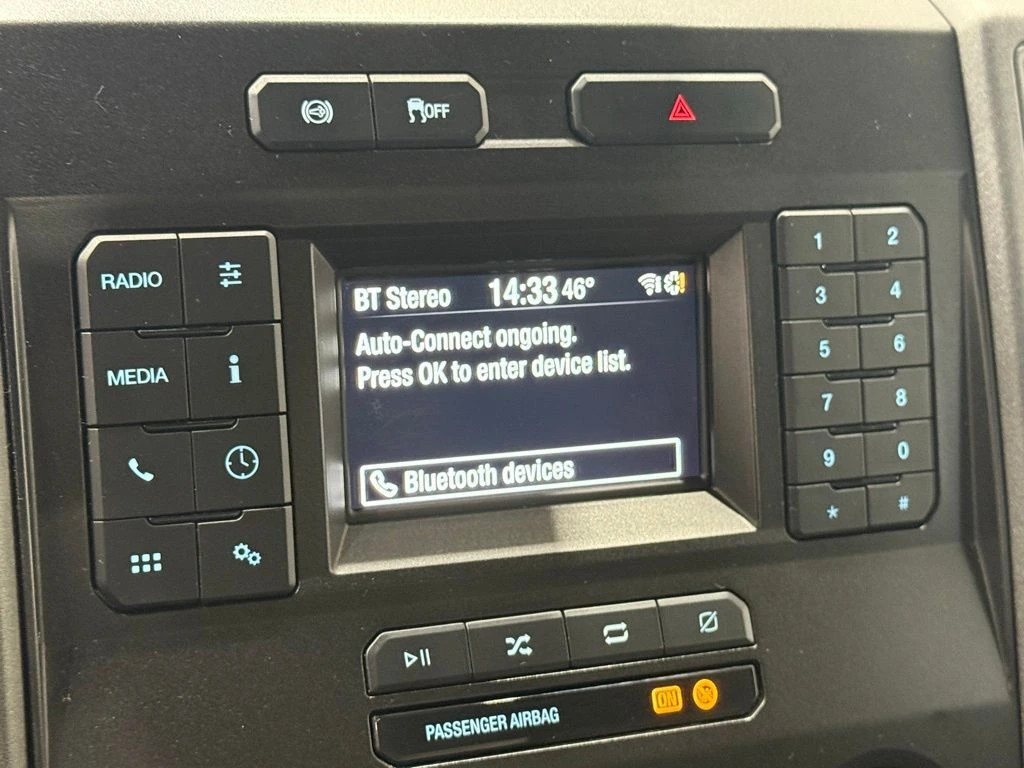 OFF
RADIO
MEDIA
BT Stereo 14:33 46°
Auto-Connect ongoing.
Press OK to enter device list.
Bluetooth devices
1 2
3 4
5 6
7 8
9 0
* #
PASSENGER AIRBAG ON